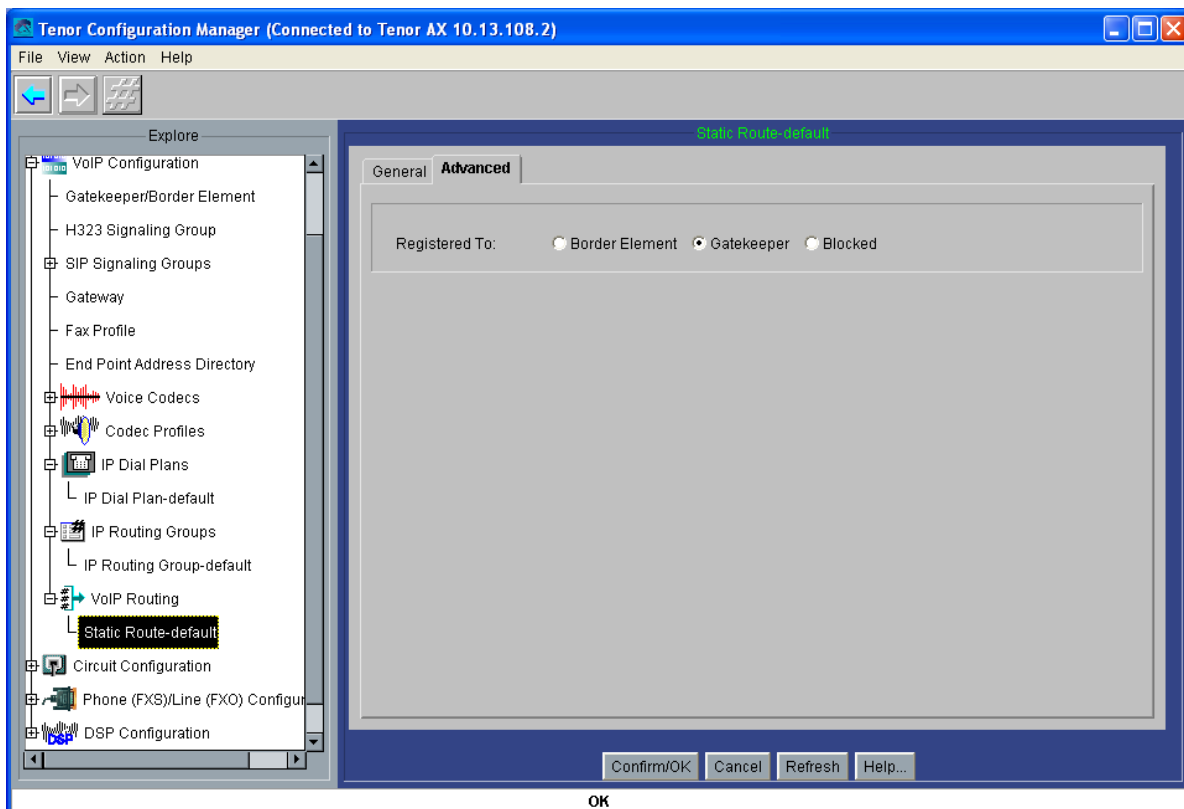 Tenor Configuration Manager (Connected to Tenor AX 10.13.108.2)
File View Action Help
Explore
VoIP Configuration
Gatekeeper/Border Element
H323 Signaling Group
SIP Signaling Groups
Gateway
Fax Profile
End Point Address Directory
Voice Codecs
Codec Profiles
IP Dial Plans
IP Dial Plan-default
IP Routing Groups
IP Routing Group-default
VoIP Routing
Static Route-default
Circuit Configuration
Phone (FXS)/Line (FXO) Configur
DSP DSP Configuration
Static Route-default
General Advanced
Registered To: Border Element Gatekeeper Blocked
Confirm/OK Cancel Refresh Help...
OK